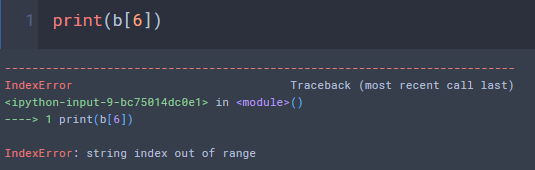 1 print(b[6])
---------------------------------------------------------------------------
IndexError                                Traceback (most recent call last)
<ipython-input-9-bc75014dc0e1> in <module>()
----> 1 print(b[6])

IndexError: string index out of range